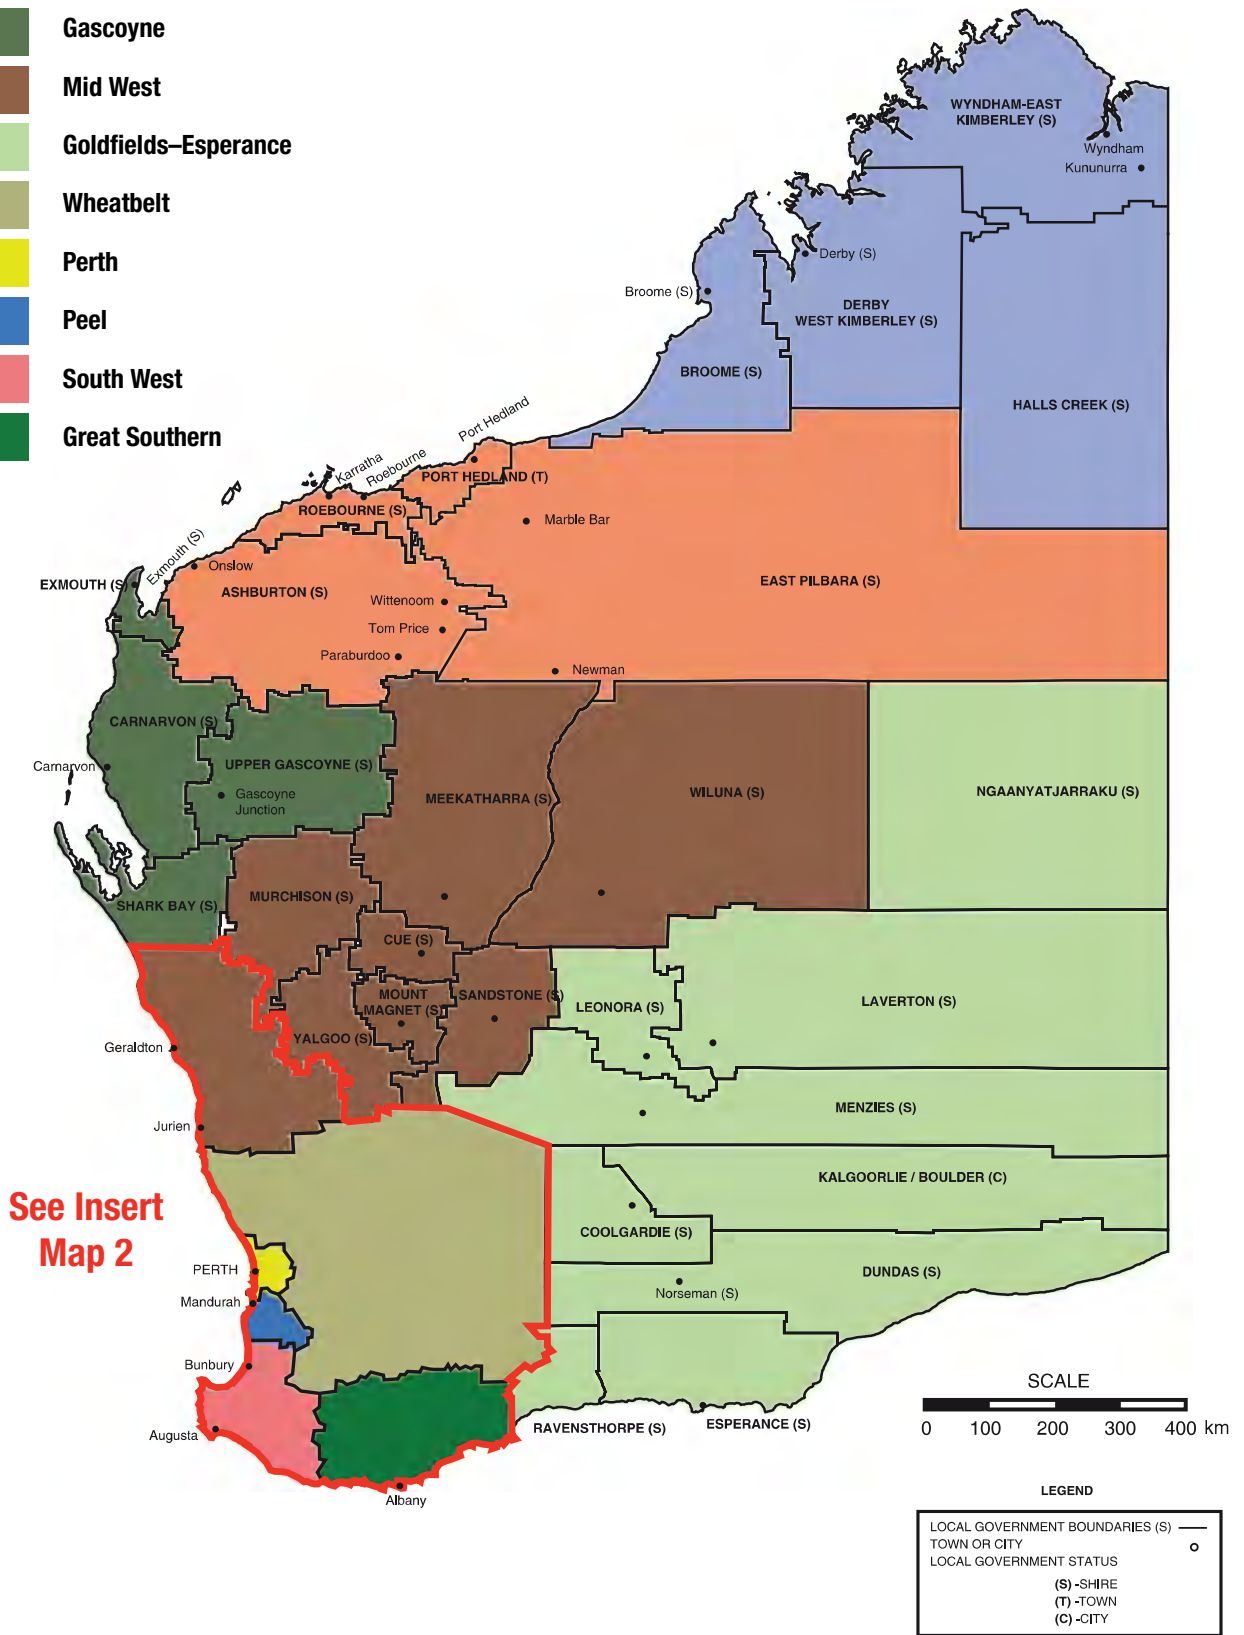 Gascoyne
Mid West
Goldfields–Esperance
Wheatbelt
Perth
Peel
South West
Great Southern
WYNDHAM-EAST
KIMBERLEY (S)
Wyndham
Kununurra
Derby (S)
Broome (S)
DERBY
WEST KIMBERLEY (S)
BROOME (S)
HALLS CREEK (S)
Port Hedland
Karratha
Roebourne
PORT HEDLAND (T)
ROEBOURNE (S)
Marble Bar
Exmouth (S)
Onslow
EXMOUTH (S)
ASHBURTON (S)
EAST PILBARA (S)
Wittenoom
Tom Price
Paraburdoo
Newman
CARNARVON (S)
Carnarvon
UPPER GASCOYNE (S)
Gascoyne
Junction
MEEKATHARRA (S)
WILUNA (S)
NGAANYATJARRAKU (S)
SHARK BAY (S)
MURCHISON (S)
CUE (S)
MOUNT
MAGNET (S)
SANDSTONE (S)
LEONORA (S)
LAVERTON (S)
YALGOO (S)
Geraldton
MENZIES (S)
Jurien
KALGOORLIE / BOULDER (C)
See Insert
Map 2
COOLGARDIE (S)
PERTH
DUNDAS (S)
Mandurah
Norseman (S)
Bunbury
Augusta
RAVENSTHORPE (S)
ESPERANCE (S)
Albany
SCALE
0 100 200 300 400 km
LEGEND
LOCAL GOVERNMENT BOUNDARIES (S)
TOWN OR CITY
LOCAL GOVERNMENT STATUS
(S) -SHIRE
(T) -TOWN
(C) -CITY